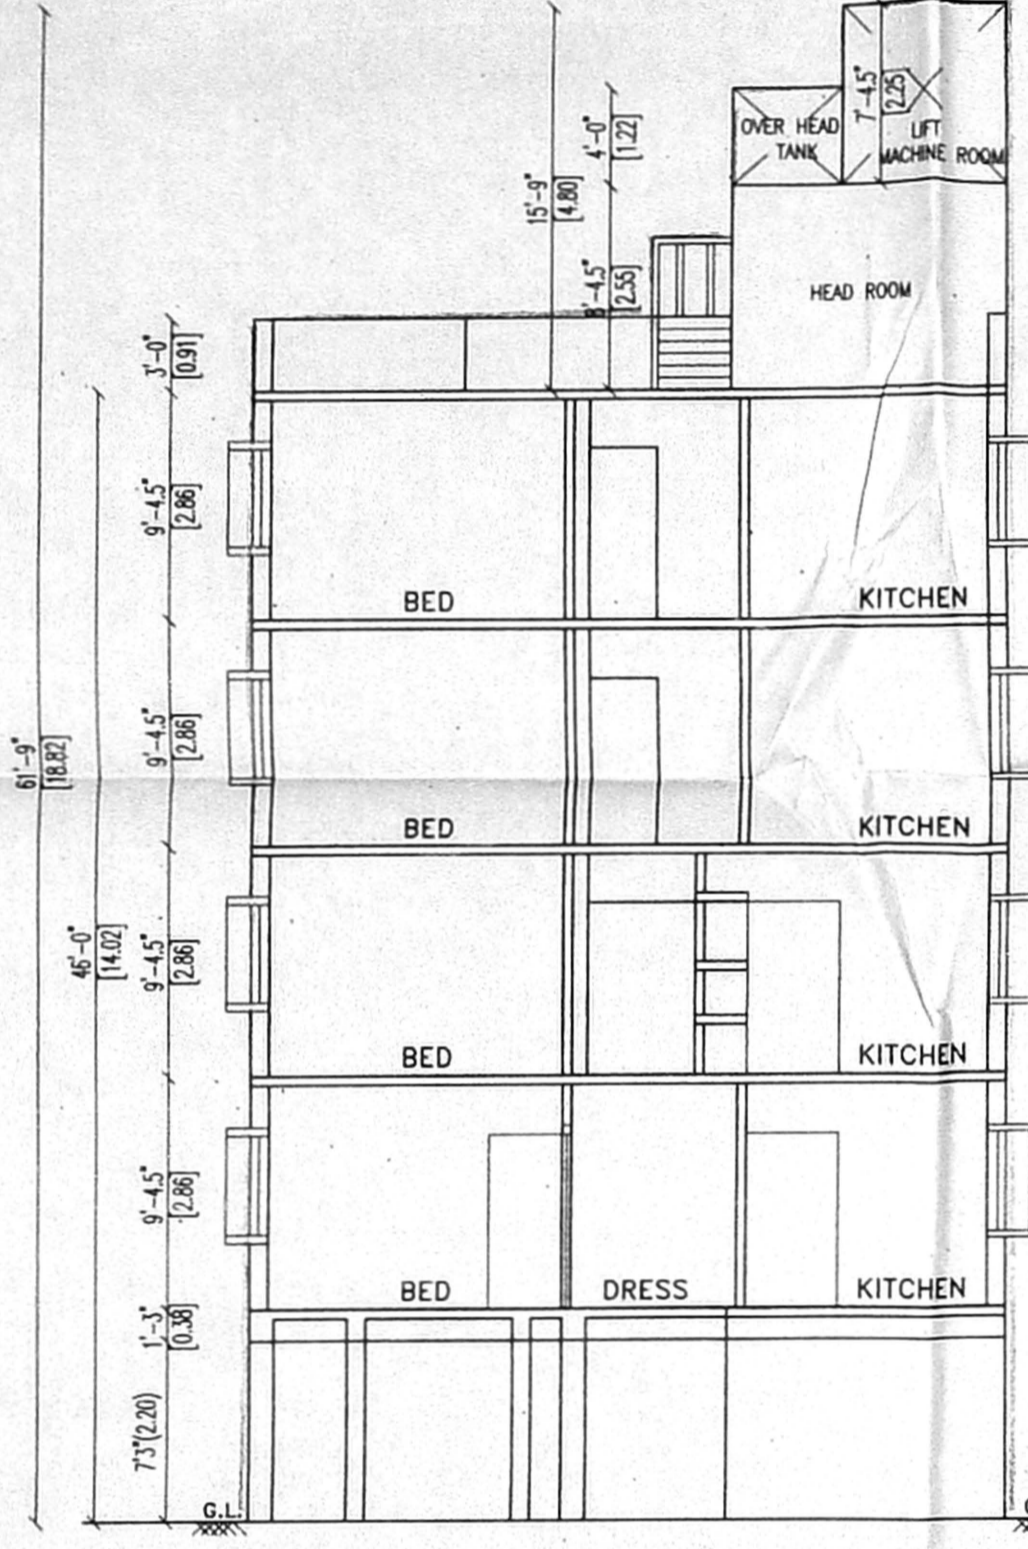 7'-4.5"
[2.25]
OVER HEAD
TANK
LIFT
MACHINE ROOM
4'-0"
[1.22]
15'-9"
[4.80]
8'-4.5"
[2.55]
HEAD ROOM
3'-0"
[0.91]
9'-4.5"
[2.86]
BED
KITCHEN
61'-9"
[18.82]
9'-4.5"
[2.86]
BED
KITCHEN
46'-0"
[14.02]
9'-4.5"
[2.86]
BED
KITCHEN
9'-4.5"
[2.86]
BED
DRESS
KITCHEN
1'-3"
[0.38]
7'3"(2.20)
G.L.